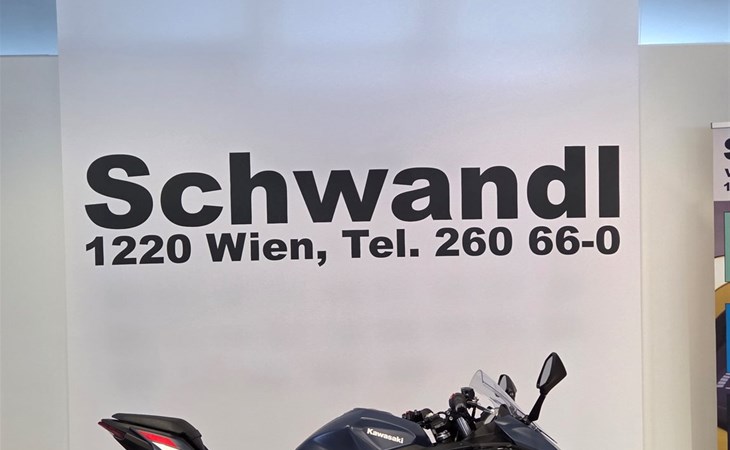 Schwandl
1220 Wien, Tel. 260 66-0
Kawasaki